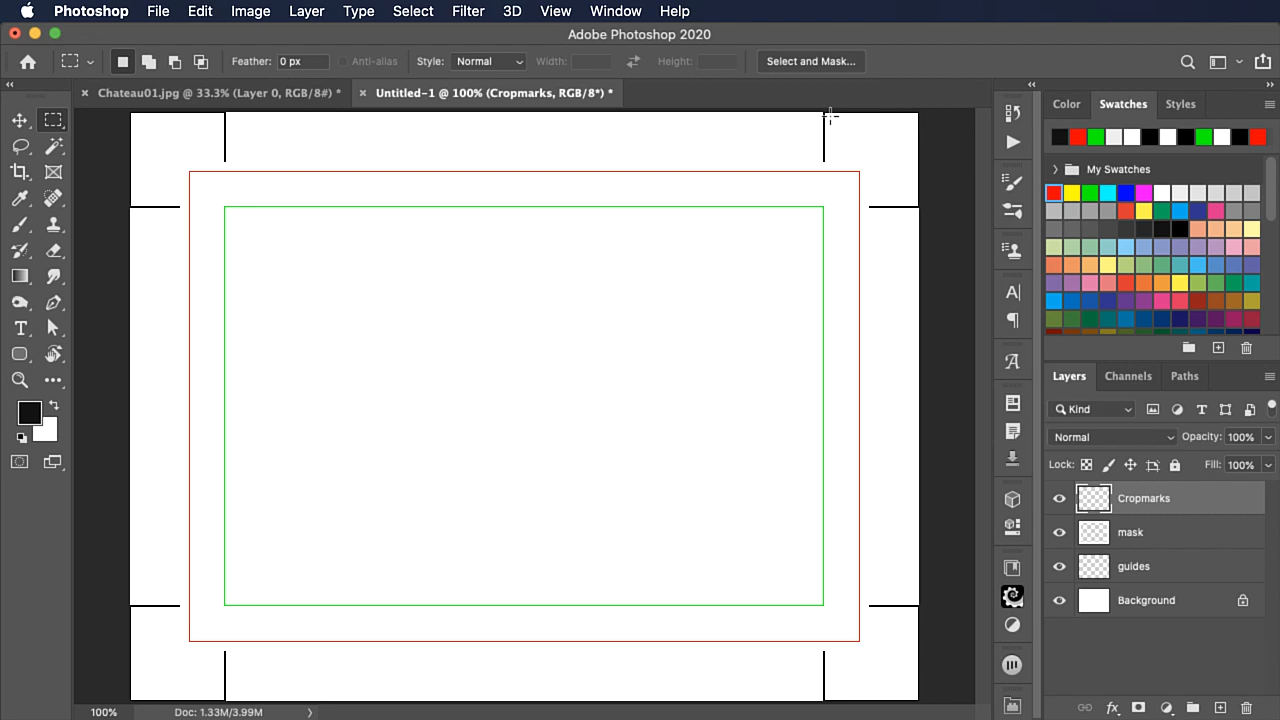 Photoshop File Edit Image Layer Type Select Filter 3D View Window Help
Adobe Photoshop 2020
Feather: 0 px Anti-alias Style: Normal Width: Height: Select and Mask...
Chateau01.jpg @ 33.3% (Layer 0, RGB/8#) * Untitled-1 @ 100% (Cropmarks, RGB/8*) *
Color Swatches Styles
My Swatches
Layers Channels Paths
Kind
Normal Opacity: 100%
Lock: Fill: 100%
Cropmarks
mask
guides
Background
100% Doc: 1.33M/3.99M